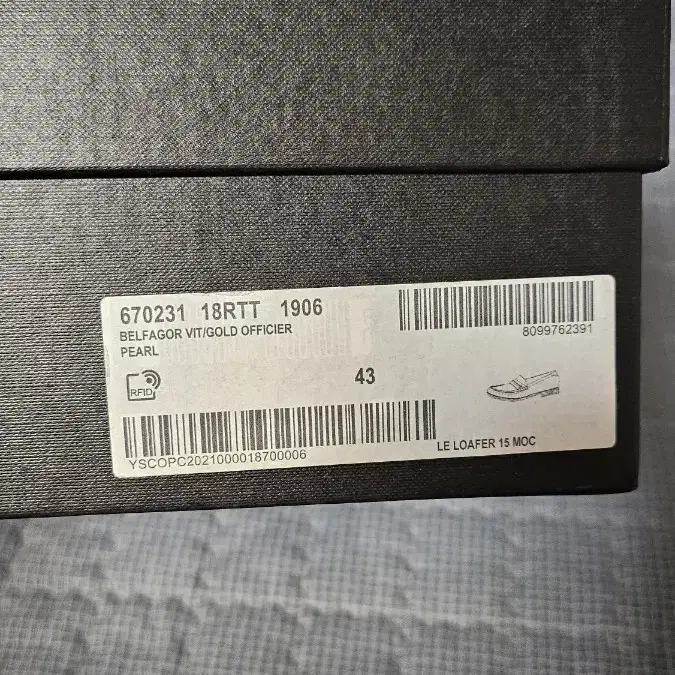 670231 18RTT 1906
BELFAGOR VIT/GOLD OFFICIER
PEARL
8099762391
RFID
43
YSCOPC2021000018700006
LE LOAFER 15 MOC